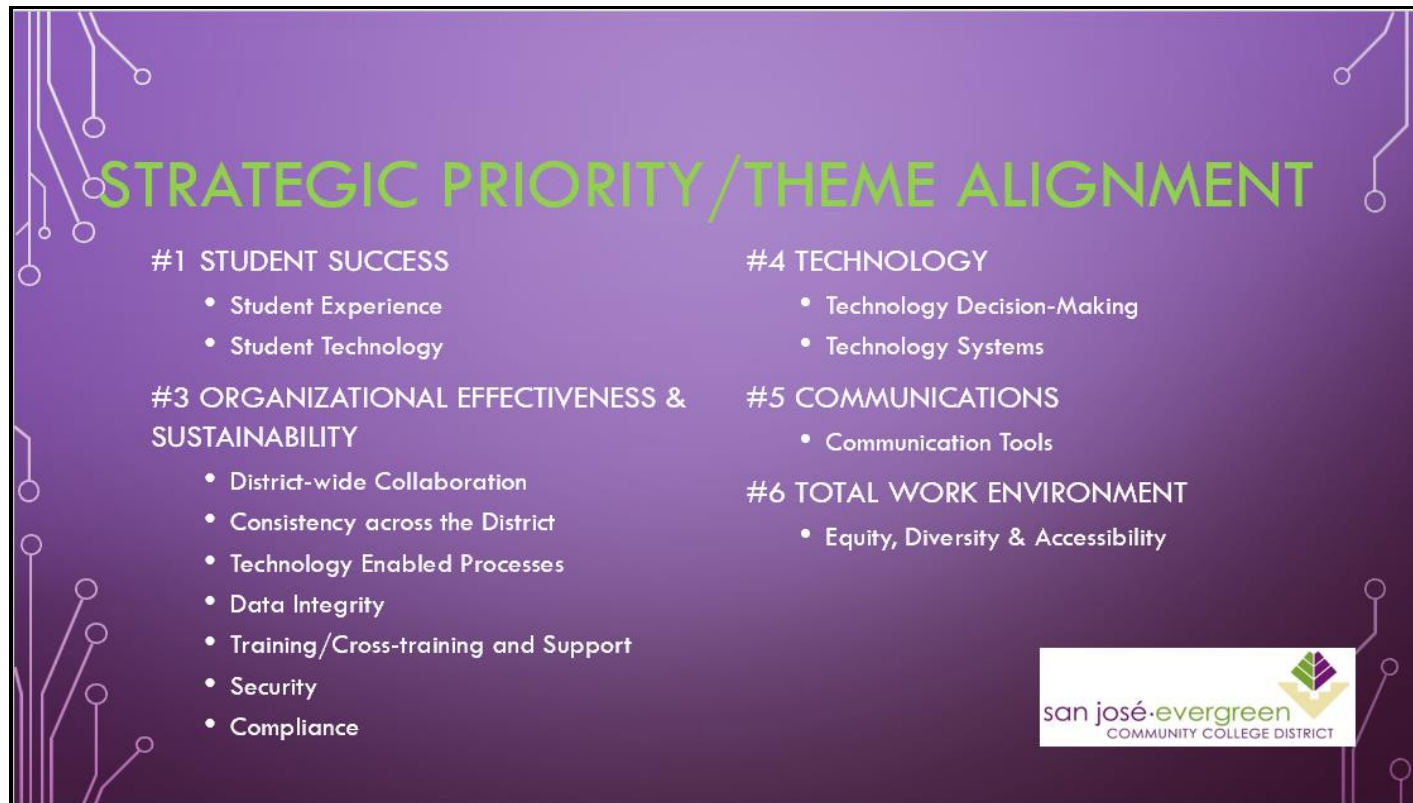 STRATEGIC PRIORITY/THEME ALIGNMENT
#1 STUDENT SUCCESS
• Student Experience
• Student Technology
#3 ORGANIZATIONAL EFFECTIVENESS &
SUSTAINABILITY
• District-wide Collaboration
• Consistency across the District
• Technology Enabled Processes
• Data Integrity
• Training/Cross-training and Support
• Security
• Compliance
#4 TECHNOLOGY
• Technology Decision-Making
• Technology Systems
#5 COMMUNICATIONS
• Communication Tools
#6 TOTAL WORK ENVIRONMENT
• Equity, Diversity & Accessibility
san josé·evergreen
COMMUNITY COLLEGE DISTRICT